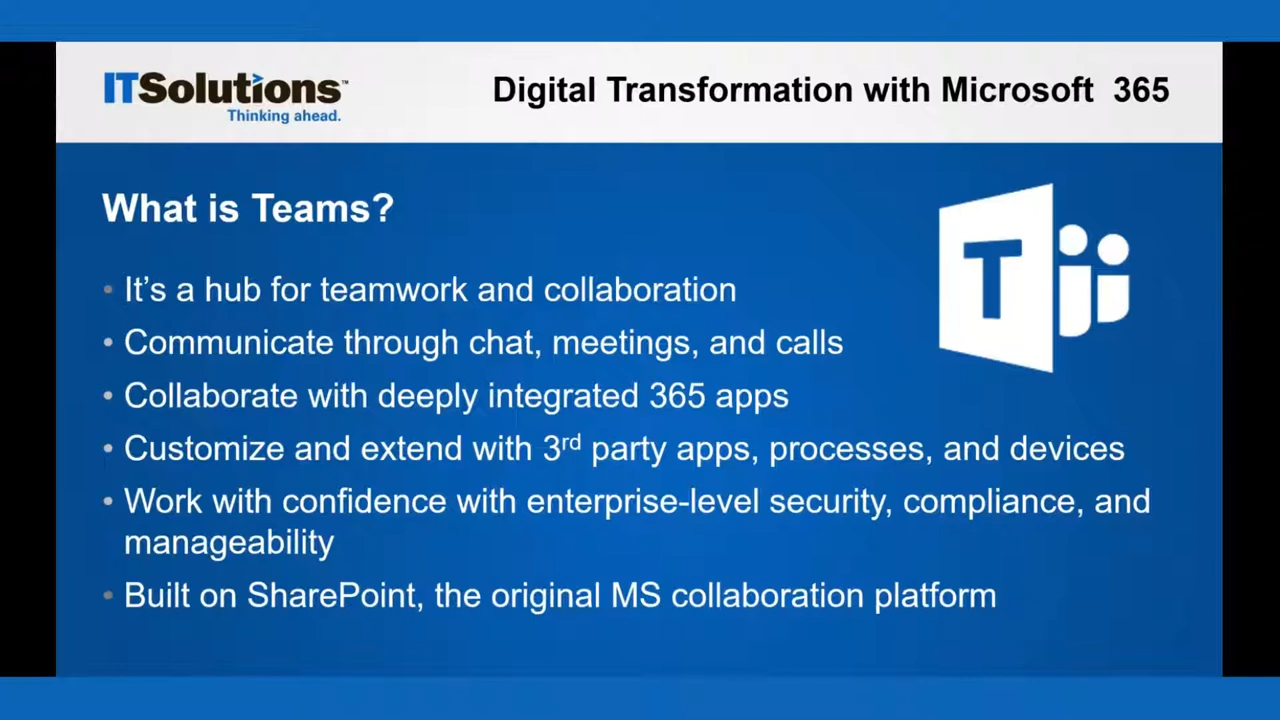 ITSolutions™
Thinking ahead.
Digital Transformation with Microsoft 365
What is Teams?
T
• It’s a hub for teamwork and collaboration
• Communicate through chat, meetings, and calls
• Collaborate with deeply integrated 365 apps
• Customize and extend with 3rd party apps, processes, and devices
• Work with confidence with enterprise-level security, compliance, and
manageability
• Built on SharePoint, the original MS collaboration platform